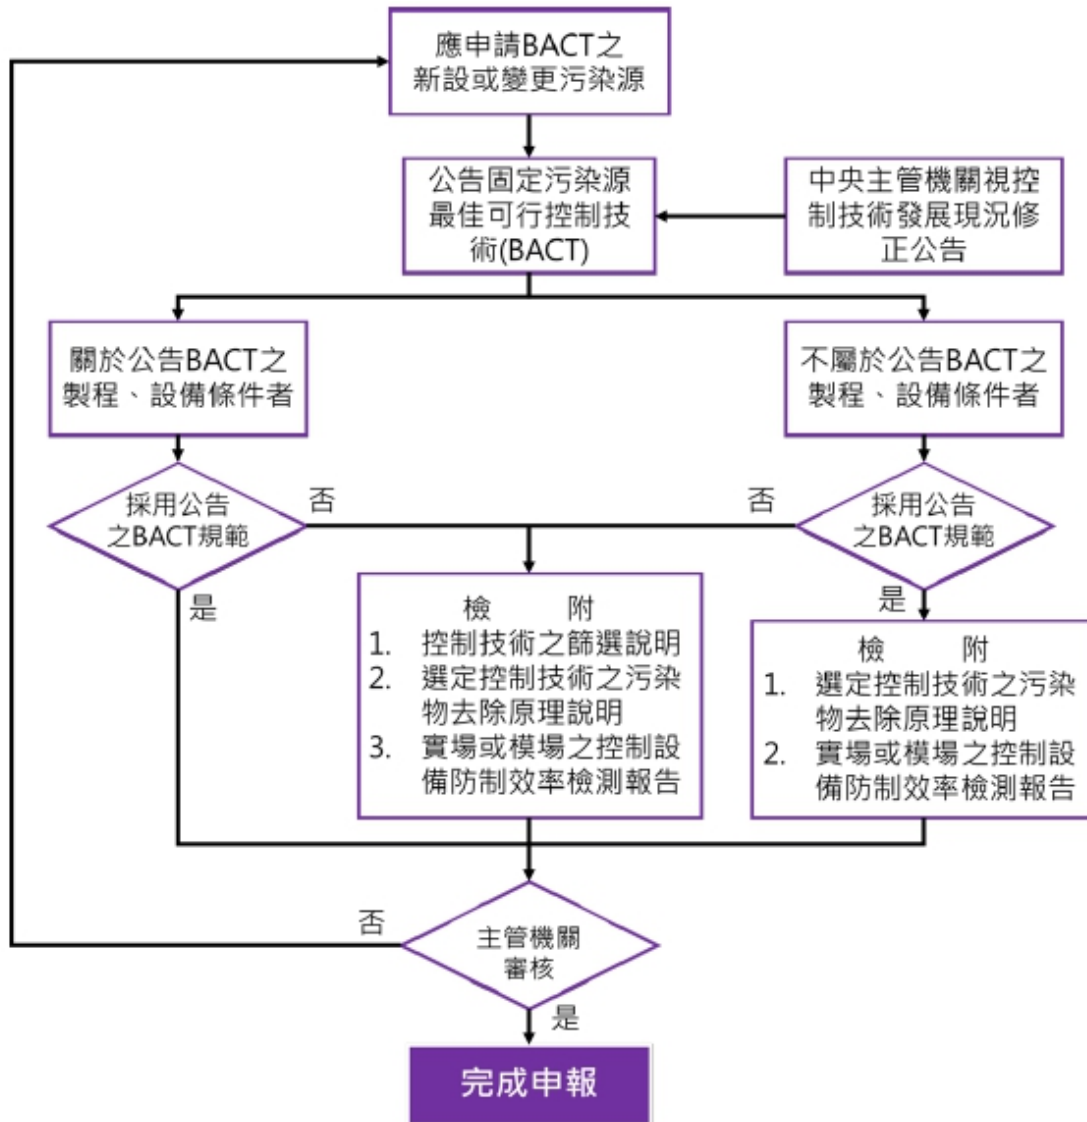 應申請BACT之
新設或變更污染源
公告固定污染源
最佳可行控制技
術(BACT)
中央主管機關視控
制技術發展現況修
正公告
關於公告BACT之
製程、設備條件者
不屬於公告BACT之
製程、設備條件者
採用公告
之BACT規範
否
否
採用公告
之BACT規範
是
是
檢 附
1. 控制技術之篩選說明
2. 選定控制技術之污染
物去除原理說明
3. 實場或模場之控制設
備防制效率檢測報告
檢 附
1. 選定控制技術之污染
物去除原理說明
2. 實場或模場之控制設
備防制效率檢測報告
否
主管機關
審核
是
完成申報